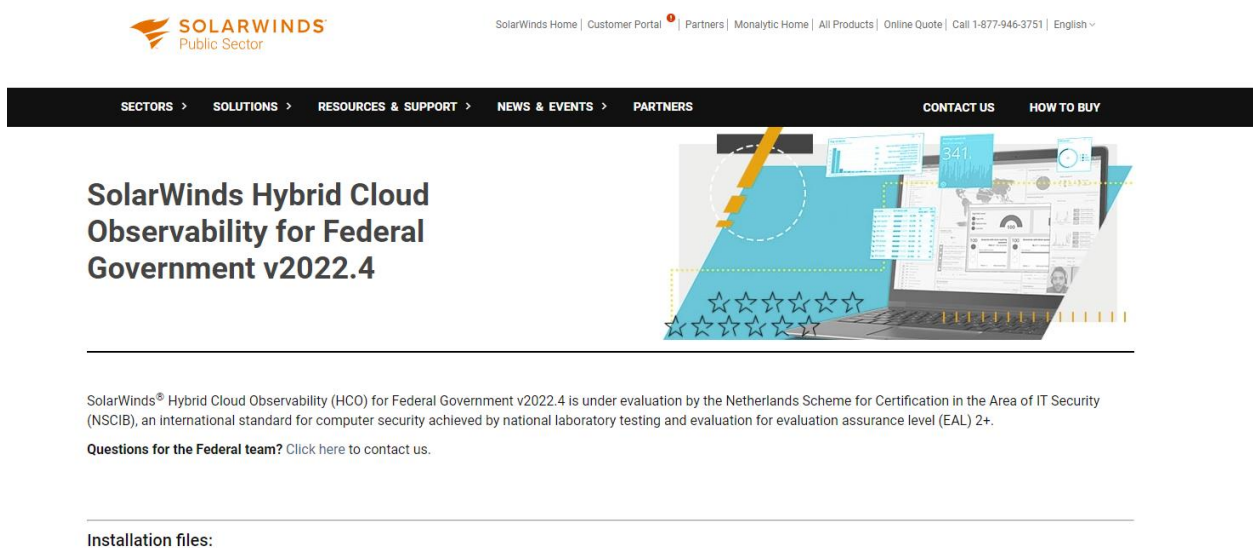 SOLARWINDS
Public Sector
SolarWinds Home | Customer Portal | Partners | Monalytic Home | All Products | Online Quote | Call 1-877-946-3751 | English
SECTORS > SOLUTIONS > RESOURCES & SUPPORT > NEWS & EVENTS > PARTNERS CONTACT US HOW TO BUY
341
100
100
100
SolarWinds Hybrid Cloud
Observability for Federal
Government v2022.4
SolarWinds® Hybrid Cloud Observability (HCO) for Federal Government v2022.4 is under evaluation by the Netherlands Scheme for Certification in the Area of IT Security
(NSCIB), an international standard for computer security achieved by national laboratory testing and evaluation for evaluation assurance level (EAL) 2+.
Questions for the Federal team? Click here to contact us.
Installation files: